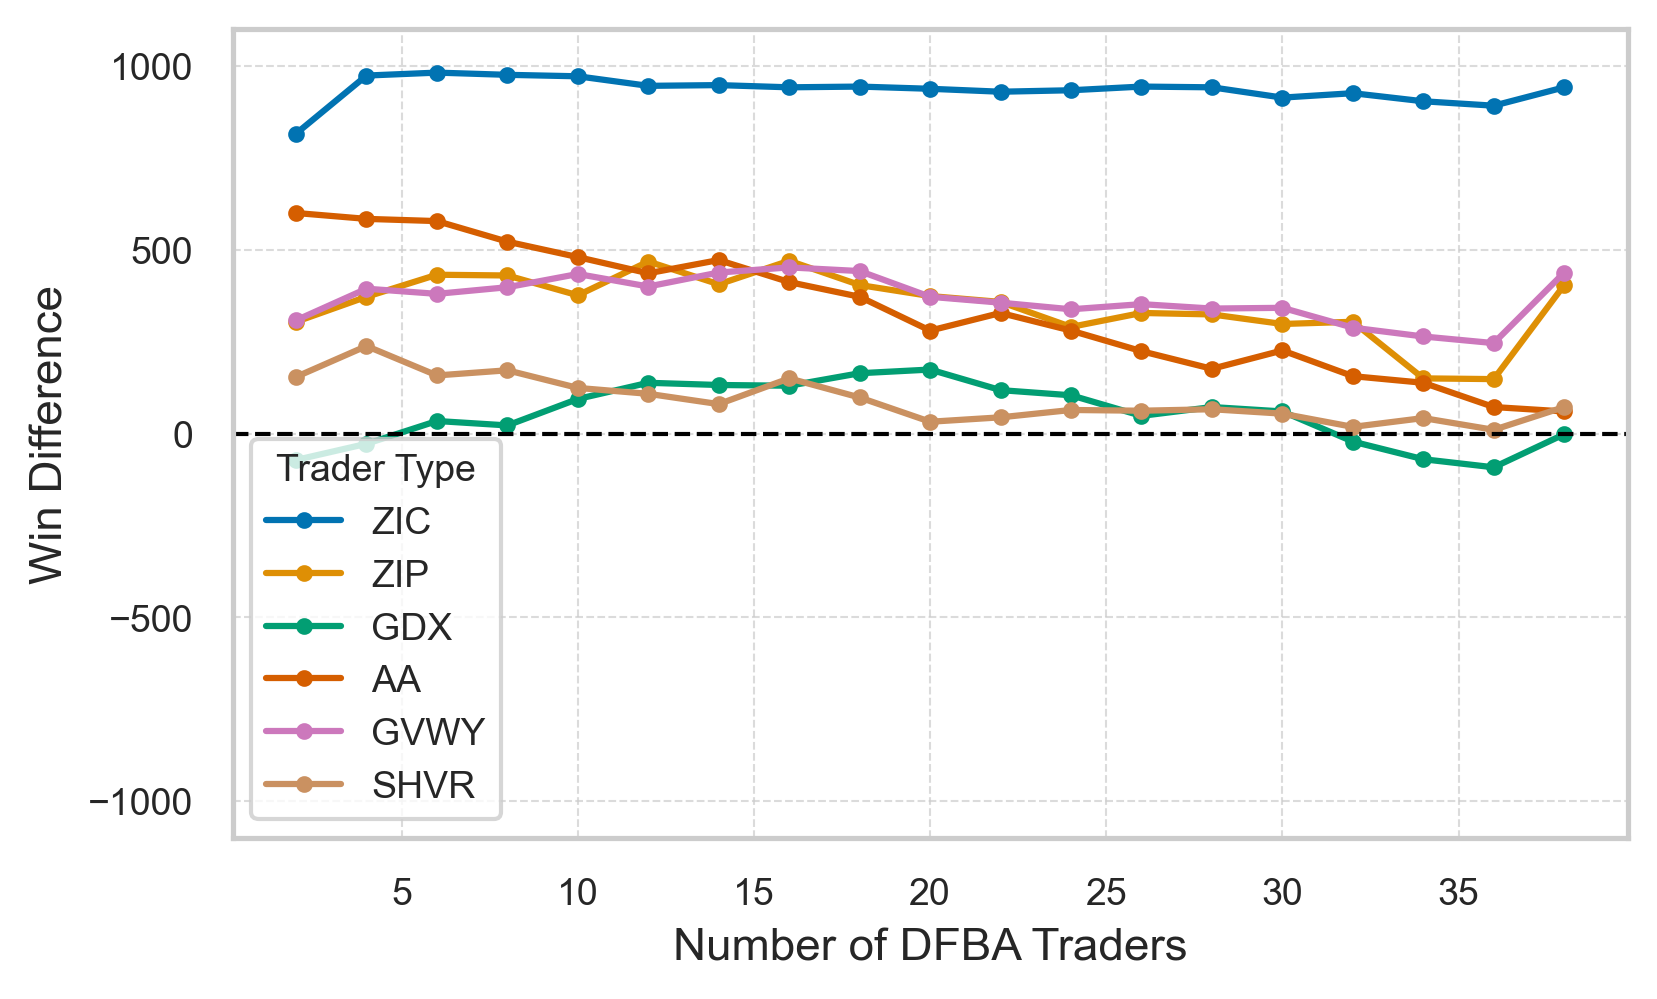 1000
500
0
−500
−1000
Win Difference
Trader Type
ZIC
ZIP
GDX
AA
GVWY
SHVR
5 10 15 20 25 30 35
Number of DFBA Traders